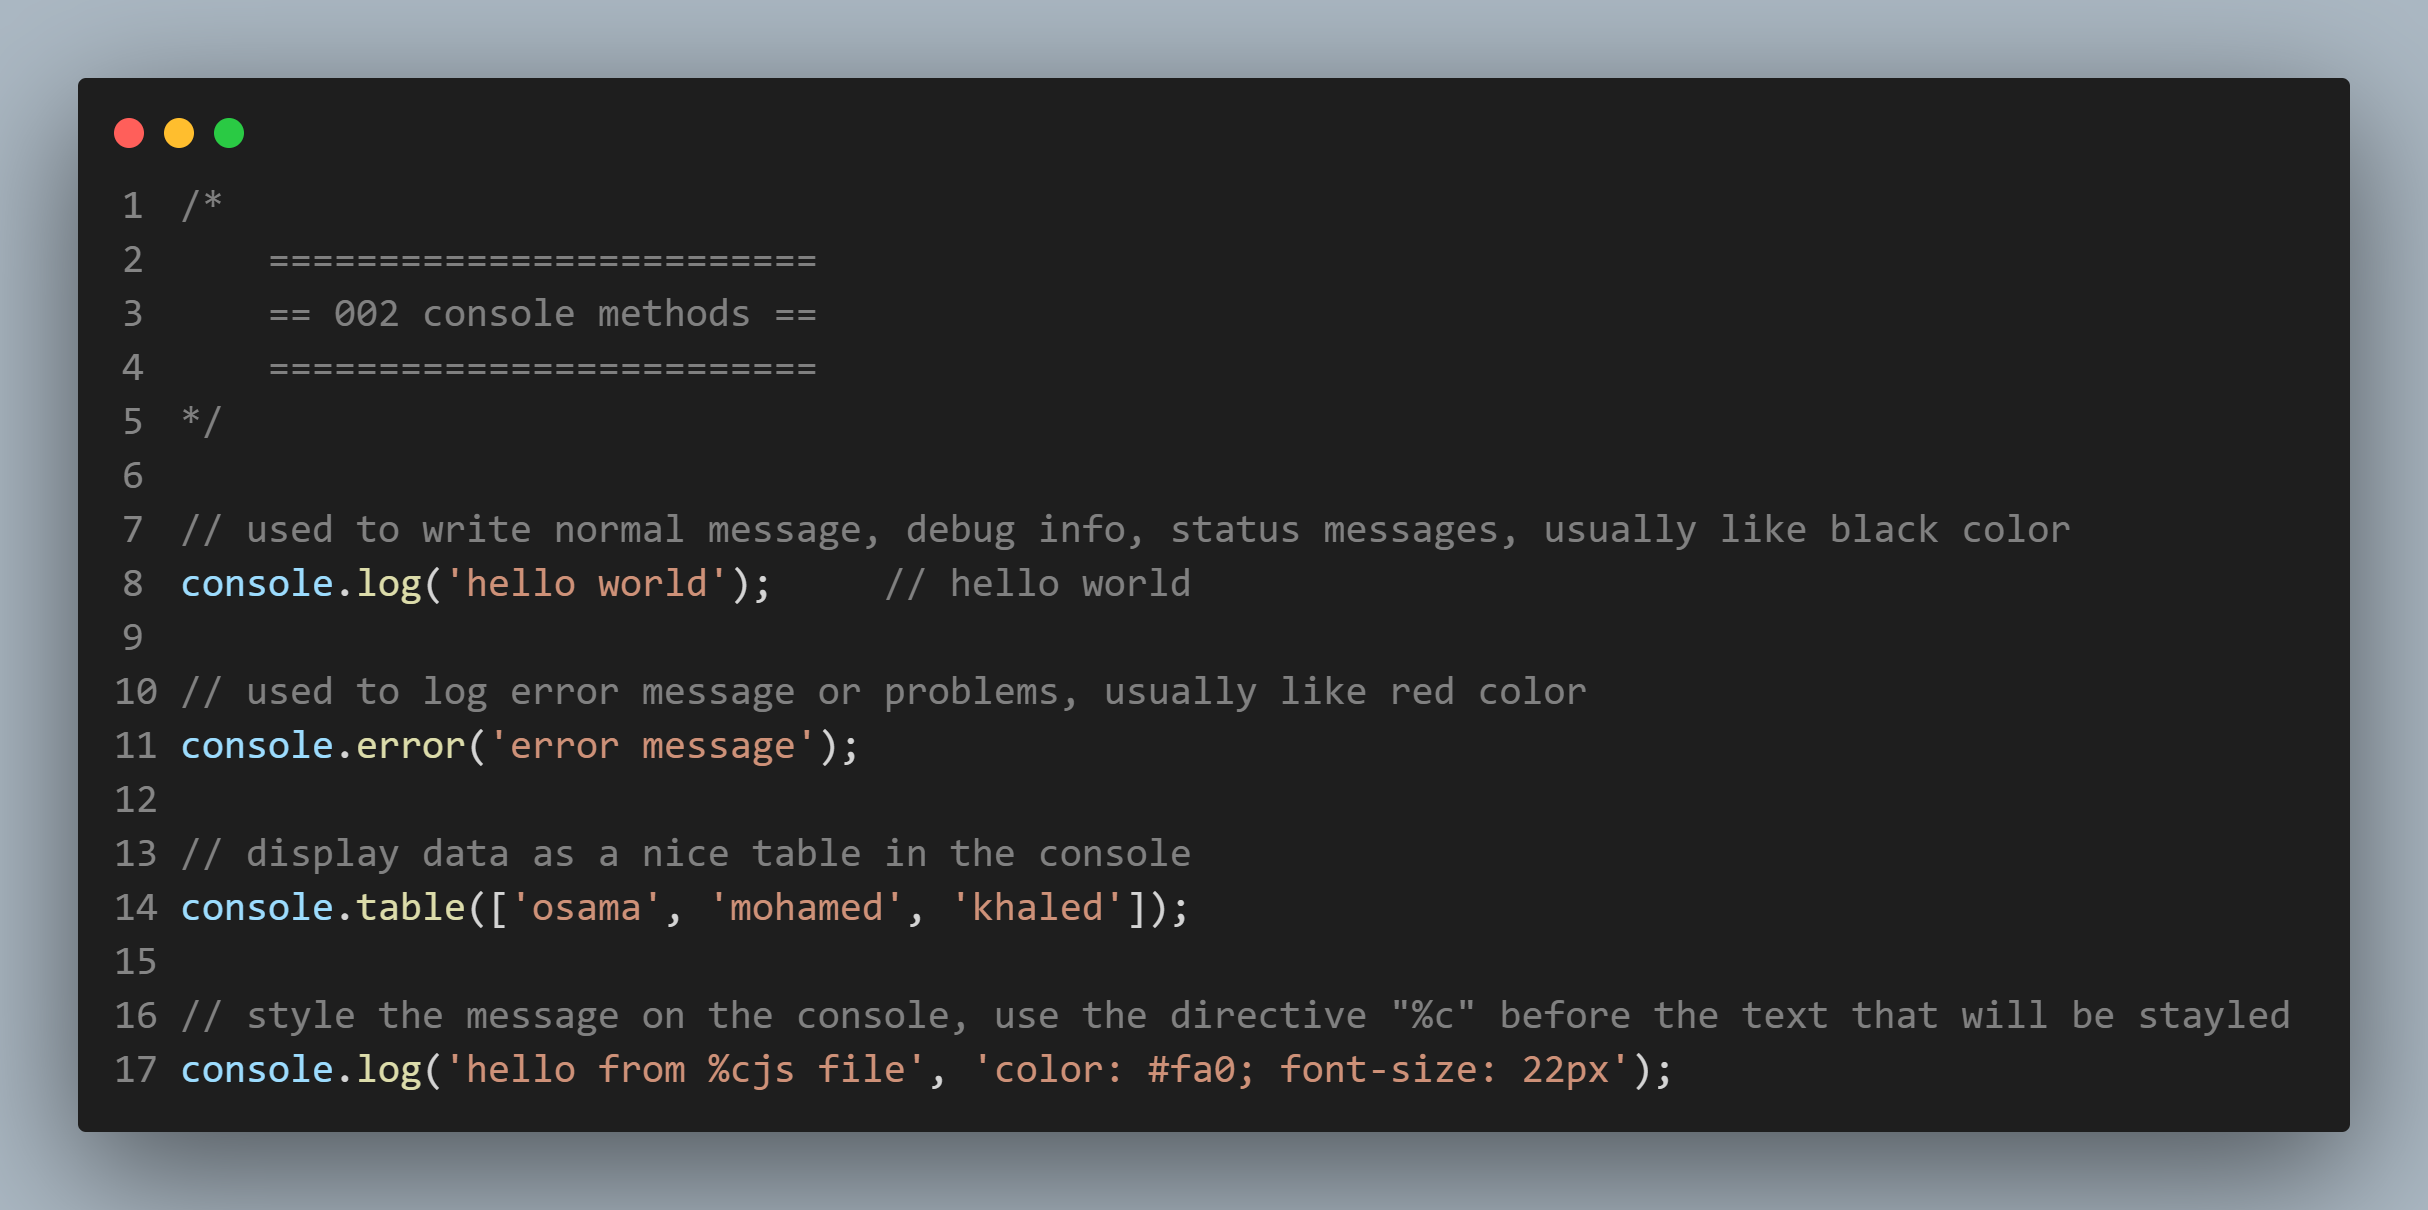 1 /*
2     =========================
3     == 002 console methods ==
4     =========================
5 */
6
7 // used to write normal message, debug info, status messages, usually like black color
8 console.log('hello world');     // hello world
9
10 // used to log error message or problems, usually like red color
11 console.error('error message');
12
13 // display data as a nice table in the console
14 console.table(['osama', 'mohamed', 'khaled']);
15
16 // style the message on the console, use the directive "%c" before the text that will be stayled
17 console.log('hello from %cjs file', 'color: #fa0; font-size: 22px');